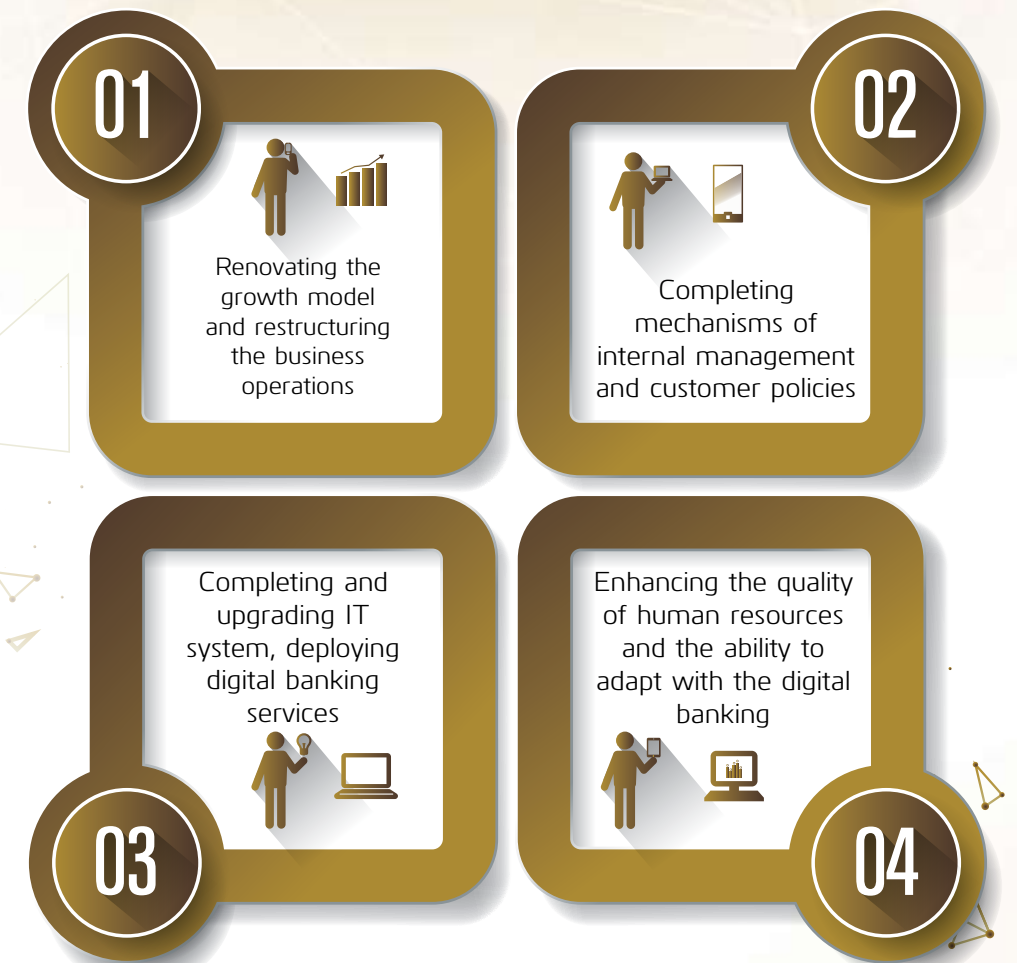 01
Renovating the
growth model
and restructuring
the business
operations
02
Completing
mechanisms of
internal management
and customer policies
03
Completing and
upgrading IT
system, deploying
digital banking
services
04
Enhancing the quality
of human resources
and the ability to
adapt with the digital
banking